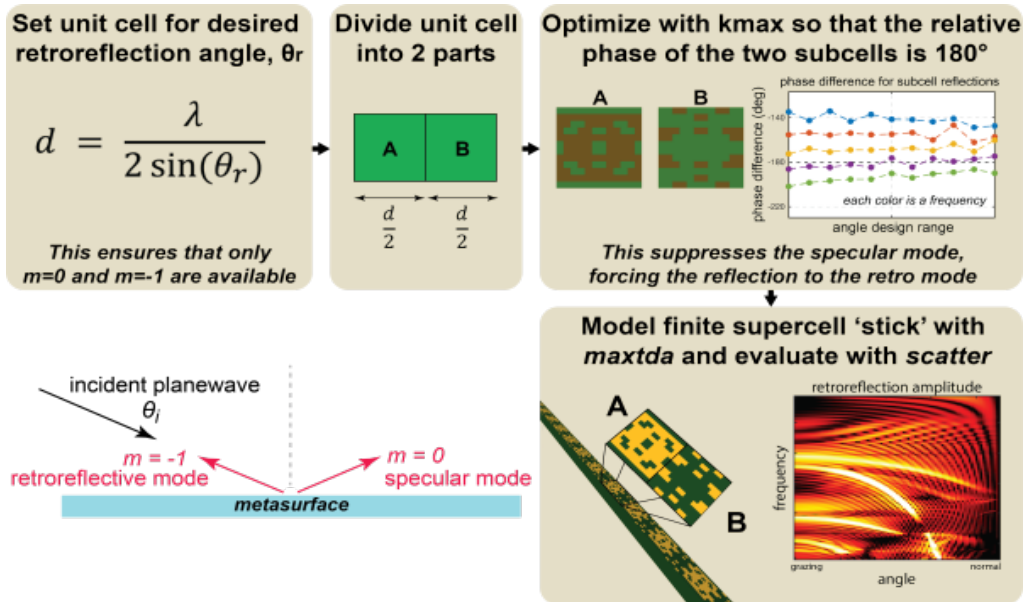 Set unit cell for desired
retroreflection angle, θr
d = λ / 2 sin(θr)
This ensures that only
m=0 and m=-1 are available
Divide unit cell
into 2 parts
A B
d/2 d/2
Optimize with kmax so that the relative
phase of the two subcells is 180°
A B
phase difference for subcell reflections
phase difference (deg)
-140
-180
-220
each color is a frequency
angle design range
This suppresses the specular mode,
forcing the reflection to the retro mode
Model finite supercell ‘stick’ with
maxtda and evaluate with scatter
A
B
retroreflection amplitude
frequency
grazing normal
angle
incident planewave
θi
m = -1
retroreflective mode
m = 0
specular mode
metasurface